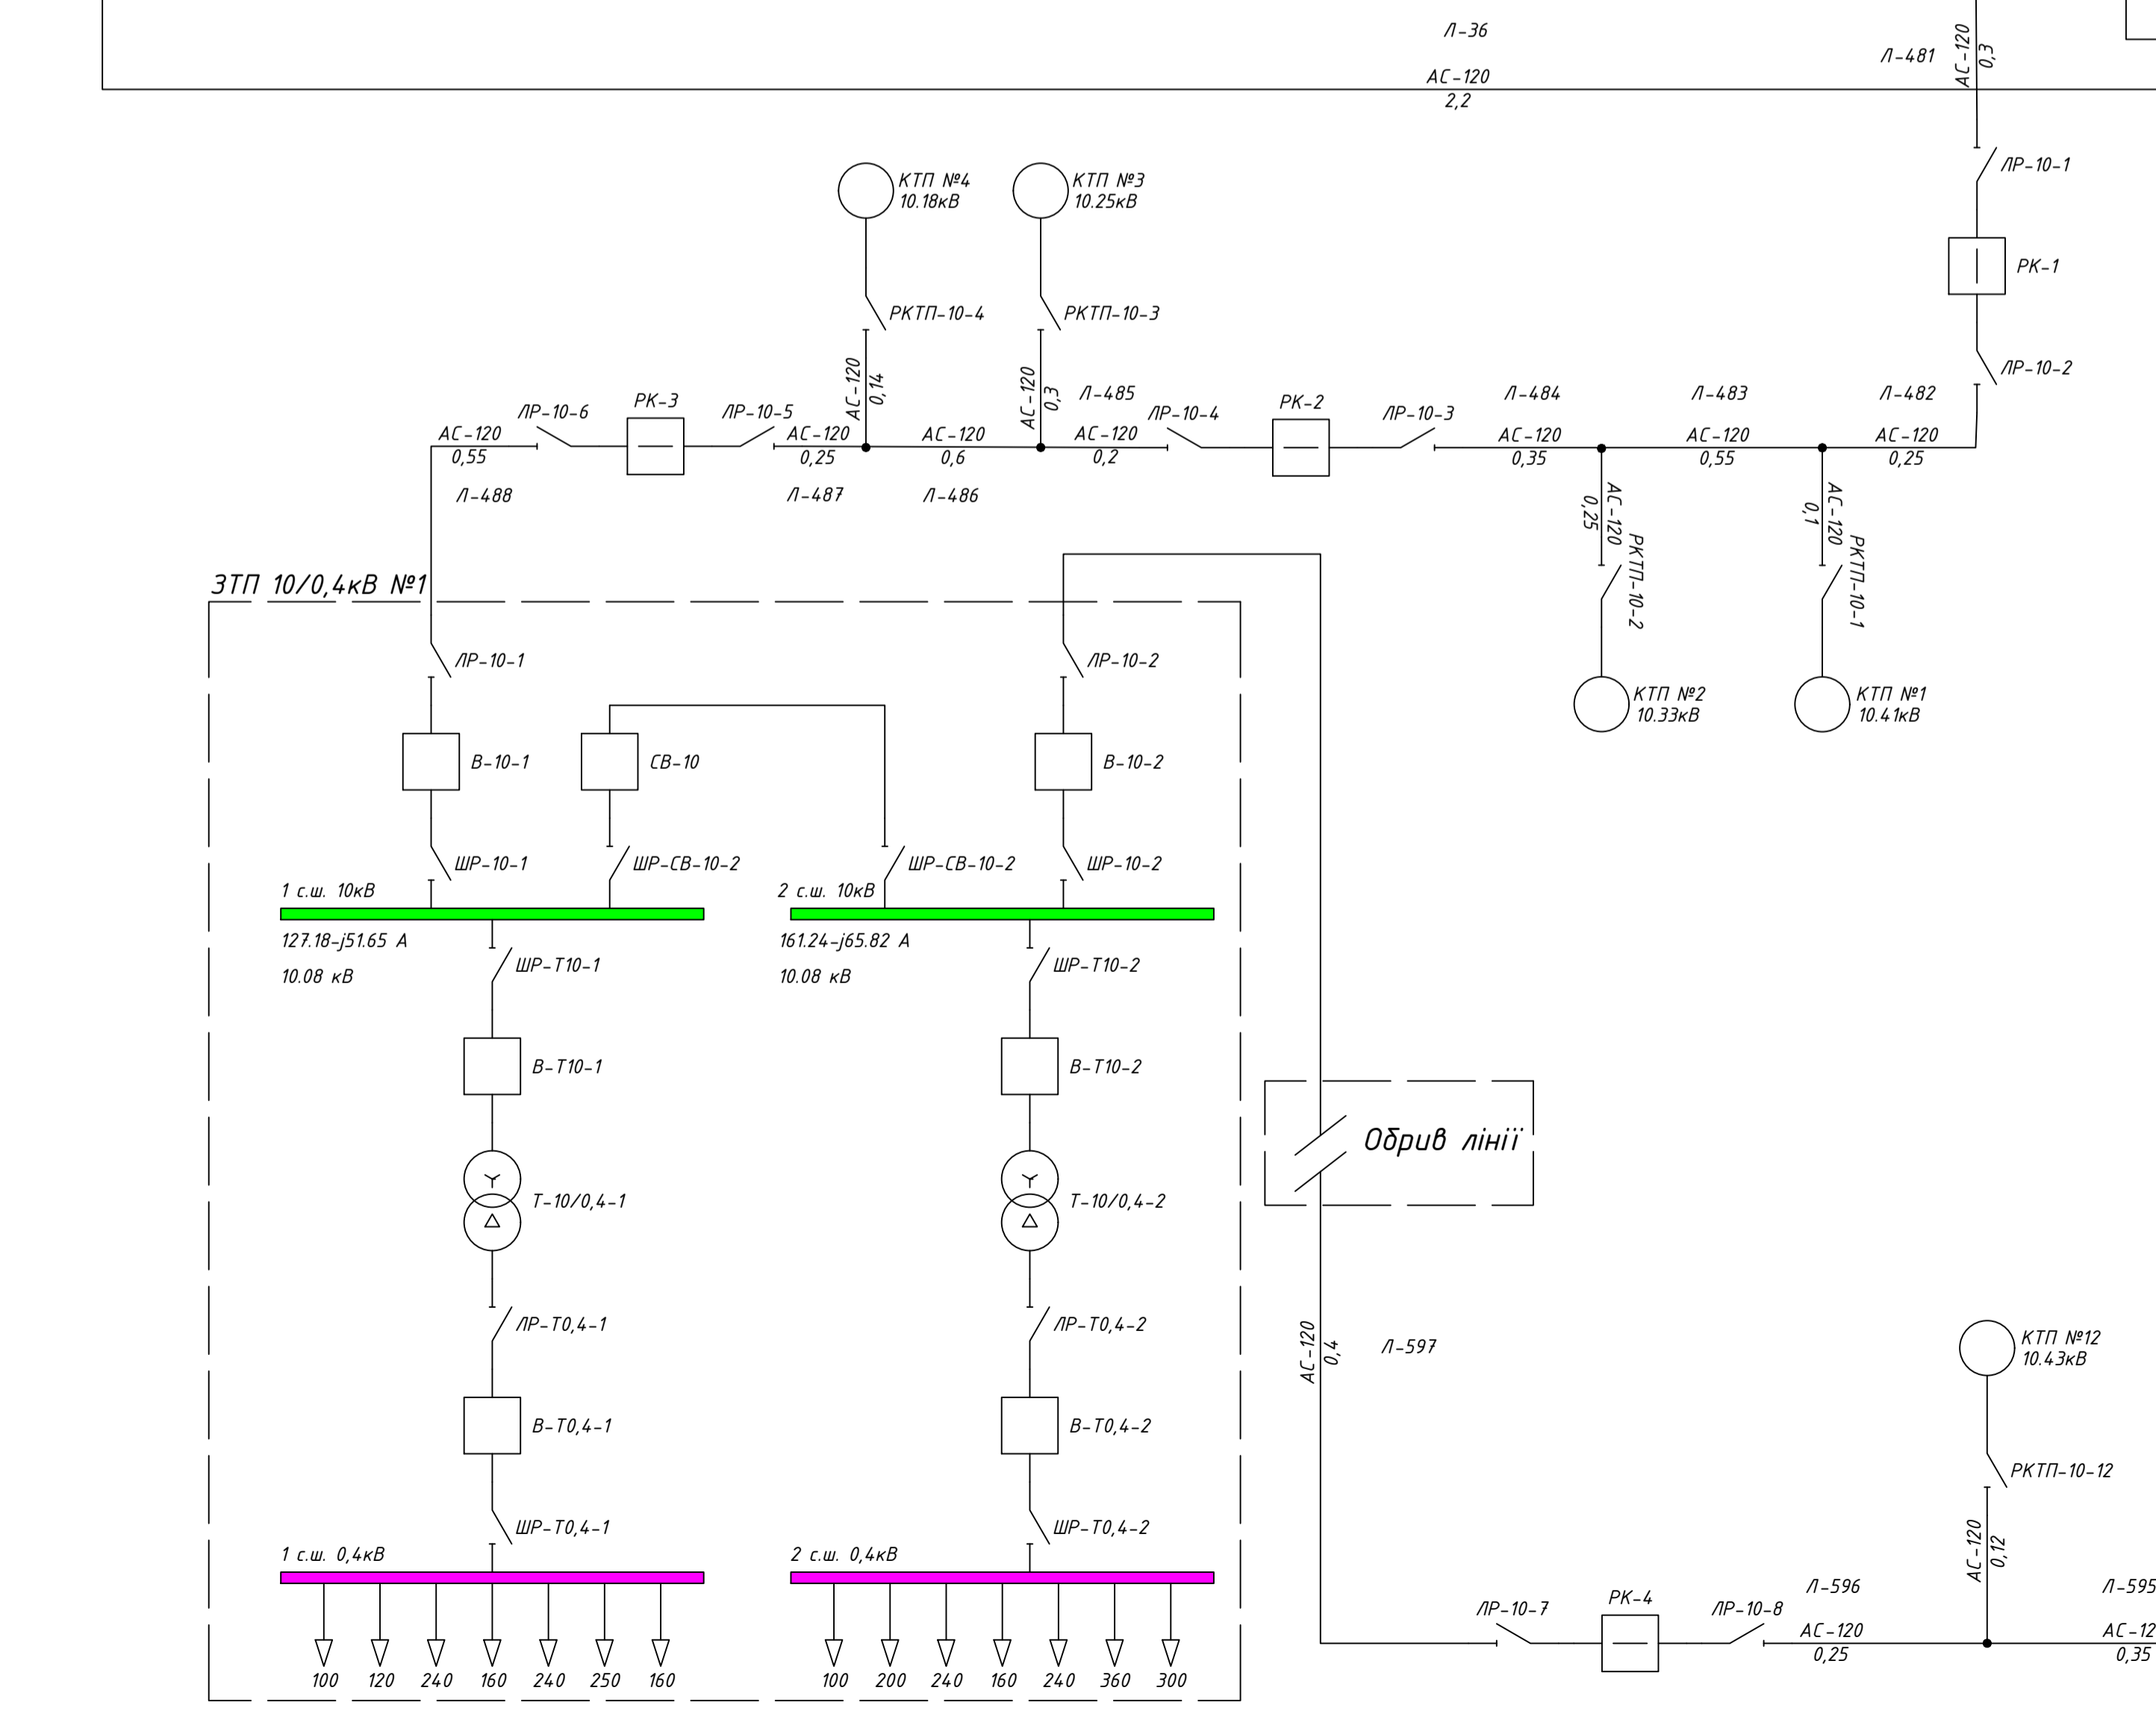 Л-36
АС-120
2,2
Л-481
АС-120
0,3
ЛР-10-1
РК-1
ЛР-10-2
КТП №4
10.18кВ
КТП №3
10.25кВ
РКТП-10-4
РКТП-10-3
АС-120
0,14
АС-120
0,3
Л-485
Л-484
Л-483
Л-482
ЛР-10-6
РК-3
ЛР-10-5
ЛР-10-4
РК-2
ЛР-10-3
АС-120
0,55
АС-120
0,25
АС-120
0,6
АС-120
0,2
АС-120
0,35
АС-120
0,55
АС-120
0,25
Л-488
Л-487
Л-486
АС-120
0,25
РКТП-10-2
АС-120
0,1
РКТП-10-1
КТП №2
10.33кВ
КТП №1
10.41кВ
ЗТП 10/0,4кВ №1
ЛР-10-1
ЛР-10-2
В-10-1
СВ-10
В-10-2
ШР-10-1
ШР-СВ-10-2
ШР-СВ-10-2
ШР-10-2
1 с.ш. 10кВ
2 с.ш. 10кВ
127.18-j51.65 А
10.08 кВ
161.24-j65.82 А
10.08 кВ
ШР-Т10-1
ШР-Т10-2
В-Т10-1
В-Т10-2
Обрив лінії
Т-10/0,4-1
Т-10/0,4-2
ЛР-Т0,4-1
ЛР-Т0,4-2
АС-120
0,4
Л-597
КТП №12
10.43кВ
В-Т0,4-1
В-Т0,4-2
РКТП-10-12
ШР-Т0,4-1
ШР-Т0,4-2
АС-120
0,12
1 с.ш. 0,4кВ
2 с.ш. 0,4кВ
Л-596
Л-595
ЛР-10-7
РК-4
ЛР-10-8
АС-120
0,25
АС-12
0,35
100 120 240 160 240 250 160
100 200 240 160 240 360 300